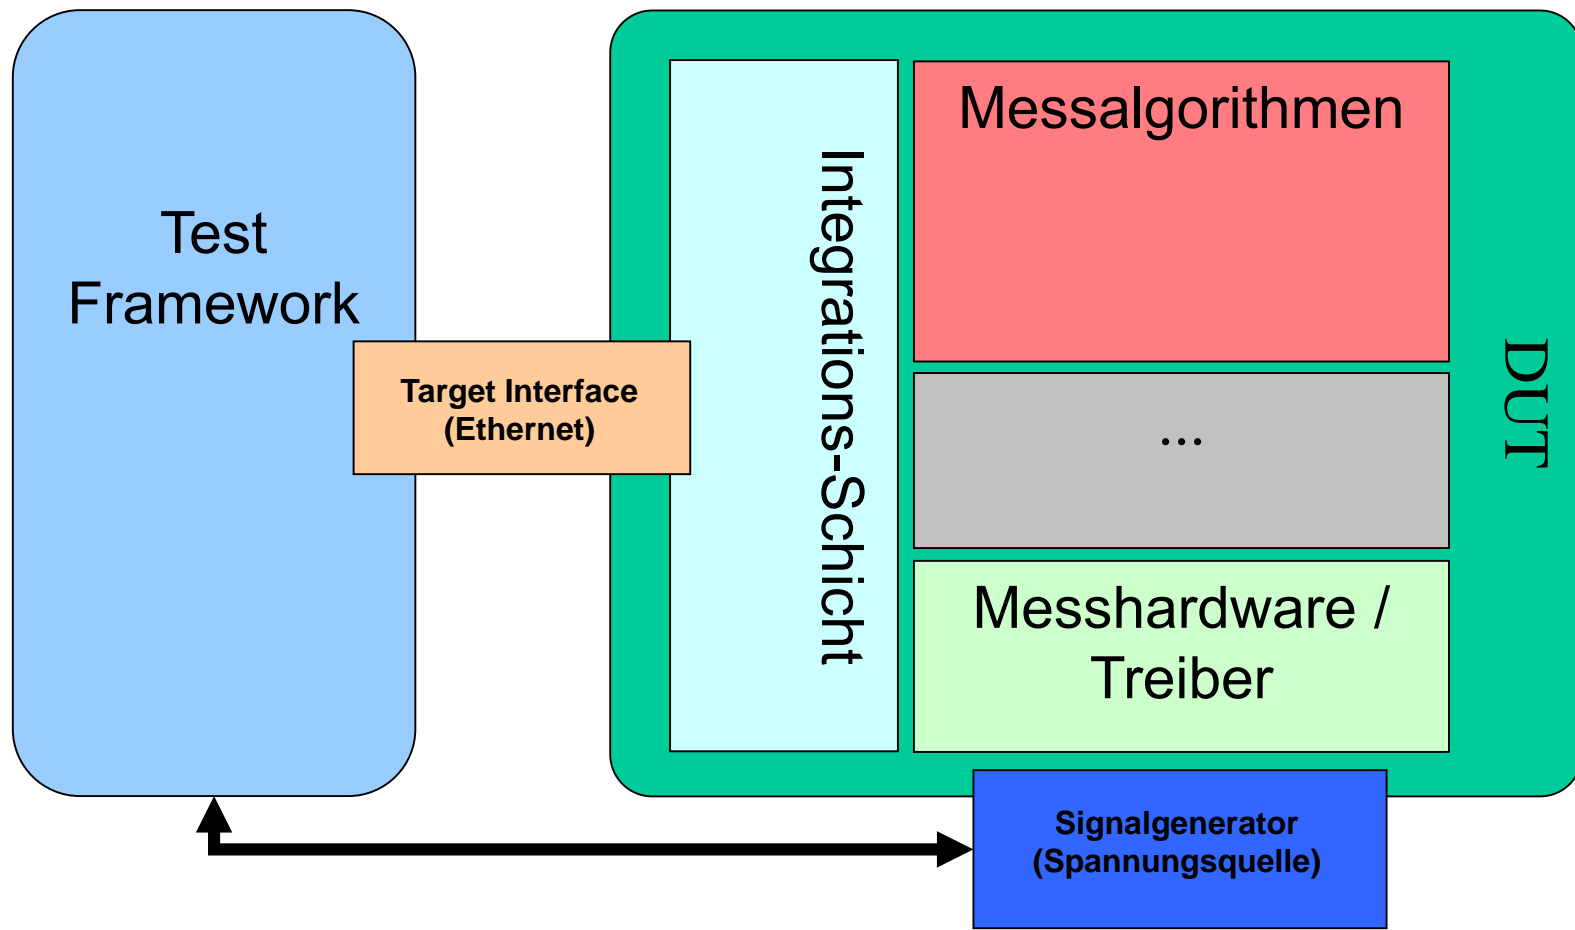 Test
Framework
Target Interface
(Ethernet)
Integrations-Schicht
Messalgorithmen
...
Messhardware /
Treiber
DUT
Signalgenerator
(Spannungsquelle)